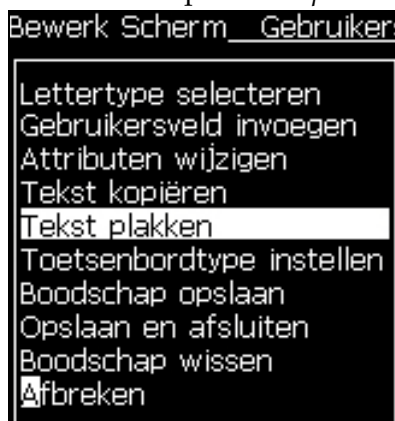 Bewerk Scherm_ Gebruikers
Lettertype selecteren
Gebruikersveld invoegen
Attributen wijzigen
Tekst kopiëren
Tekst plakken
Toetsenbordtype instellen
Boodschap opslaan
Opslaan en afsluiten
Boodschap wissen
Afbreken